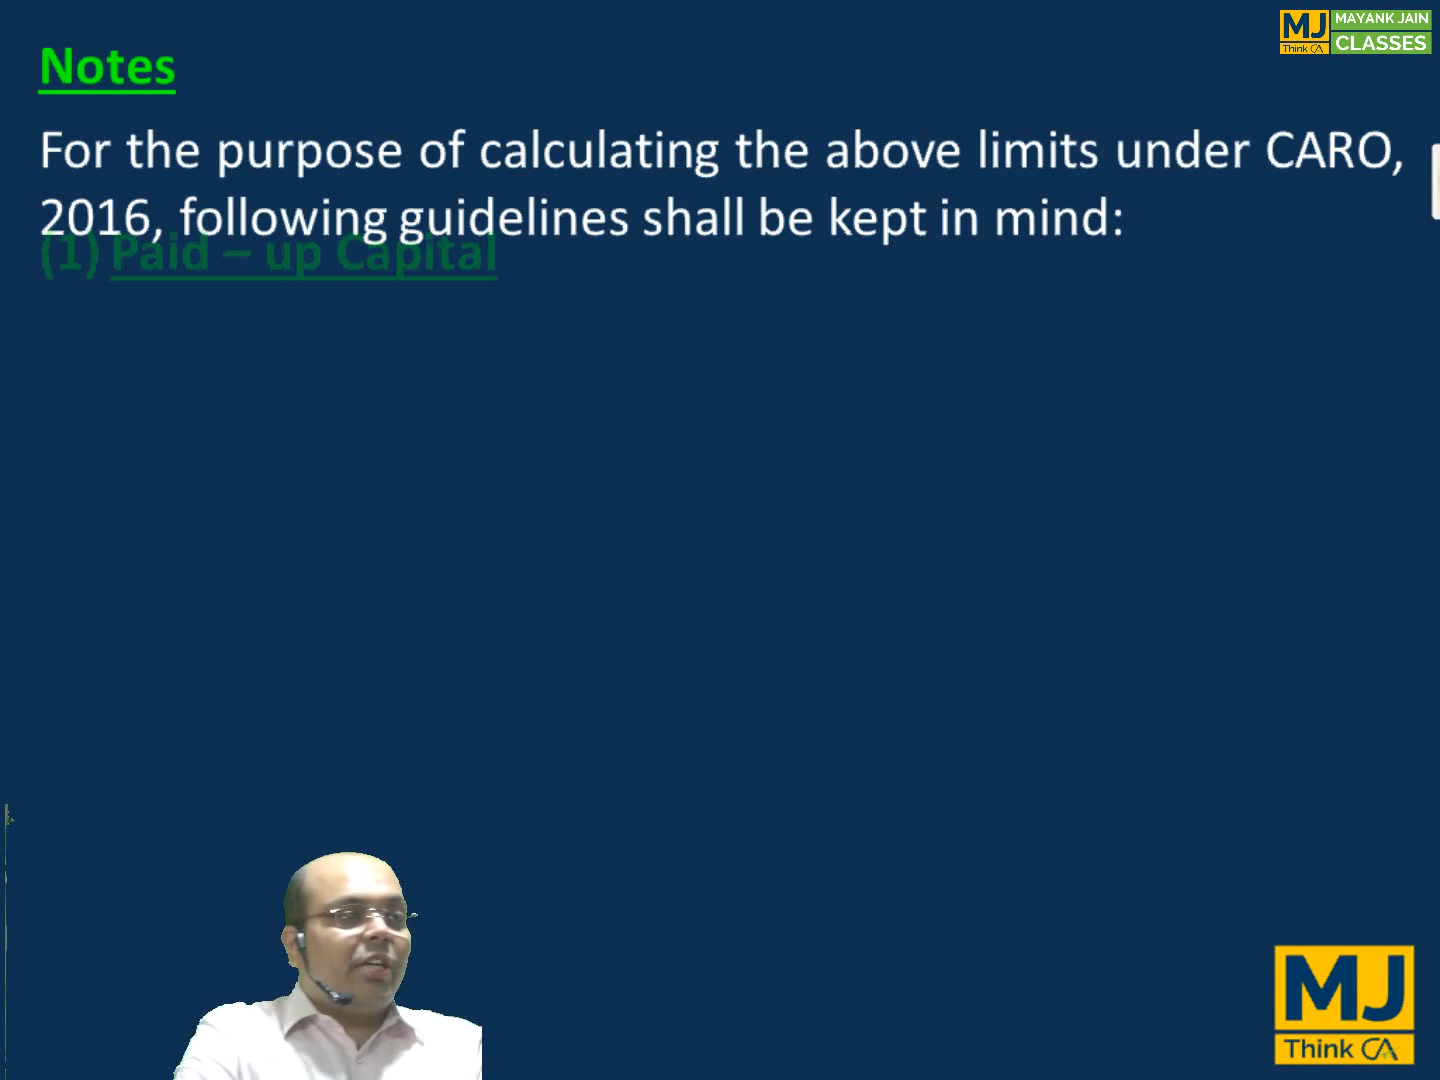 MJ MAYANK JAIN
Think CA CLASSES
Notes
For the purpose of calculating the above limits under CARO,
2016, following guidelines shall be kept in mind:
(1) Paid – up Capital
MJ
Think CA